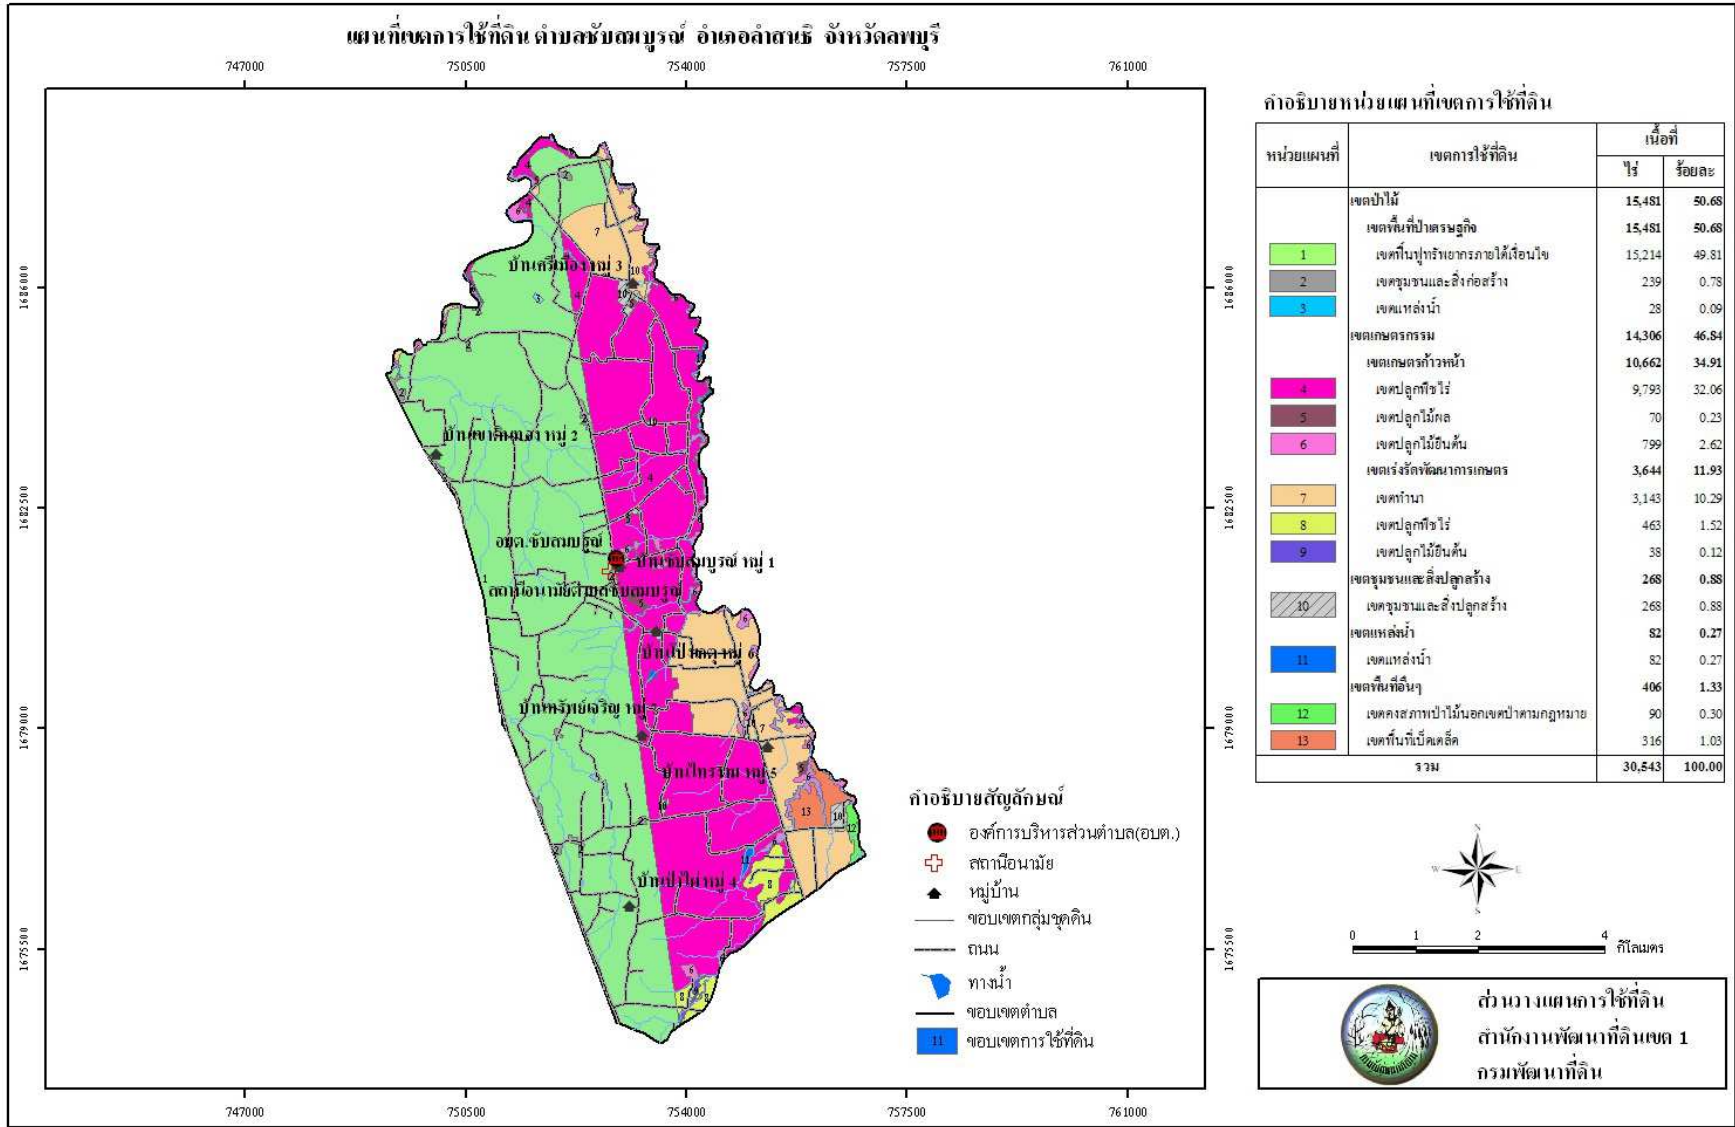 แผนที่เขตการใช้ที่ดิน ตำบลซับสมบูรณ์ อำเภอลำสนธิ จังหวัดลพบุรี
747000 750500 754000 757500 761000
1686000 1686000
1682500 1682500
1679000 1679000
1675500 1675500
บ้านศรีเมือง หมู่ 3
บ้านเขาดินแดง หมู่ 2
อบต.ซับสมบูรณ์
บ้านซับสมบูรณ์ หมู่ 1
สถานีอนามัยตำบลซับสมบูรณ์
หมู่ 6
บ้านทรัพย์เจริญ หมู่
บ้านไทรงาม หมู่ 5
บ้านป่าไผ่ หมู่ 4
747000 750500 754000 757500 761000
คำอธิบายสัญลักษณ์
องค์การบริหารส่วนตำบล(อบต.)
สถานีอนามัย
หมู่บ้าน
ขอบเขตกลุ่มชุดดิน
ถนน
ทางน้ำ
ขอบเขตตำบล
11 ขอบเขตการใช้ที่ดิน
คำอธิบายหน่วยแผนที่เขตการใช้ที่ดิน
หน่วยแผนที่ เขตการใช้ที่ดิน เนื้อที่
ไร่ ร้อยละ
เขตป่าไม้ 15,481 50.68
เขตพื้นที่ป่าเศรษฐกิจ 15,481 50.68
1 เขตฟื้นฟูทรัพยากรภายใต้เงื่อนไข 15,214 49.81
2 เขตชุมชนและสิ่งก่อสร้าง 239 0.78
3 เขตแหล่งน้ำ 28 0.09
เขตเกษตรกรรม 14,306 46.84
เขตเกษตรก้าวหน้า 10,662 34.91
4 เขตปลูกพืชไร่ 9,793 32.06
5 เขตปลูกไม้ผล 70 0.23
6 เขตปลูกไม้ยืนต้น 799 2.62
เขตเร่งรัดพัฒนาการเกษตร 3,644 11.93
7 เขตทำนา 3,143 10.29
8 เขตปลูกพืชไร่ 463 1.52
9 เขตปลูกไม้ยืนต้น 38 0.12
เขตชุมชนและสิ่งปลูกสร้าง 268 0.88
10 เขตชุมชนและสิ่งปลูกสร้าง 268 0.88
เขตแหล่งน้ำ 82 0.27
11 เขตแหล่งน้ำ 82 0.27
เขตพื้นที่อื่นๆ 406 1.33
12 เขตคงสภาพป่าไม้นอกเขตป่าตามกฎหมาย 90 0.30
13 เขตพื้นที่เบ็ดเตล็ด 316 1.03
รวม 30,543 100.00
N
W E
S
0 1 2 4 กิโลเมตร
ส่วนวางแผนการใช้ที่ดิน
สำนักงานพัฒนาที่ดินเขต 1
กรมพัฒนาที่ดิน